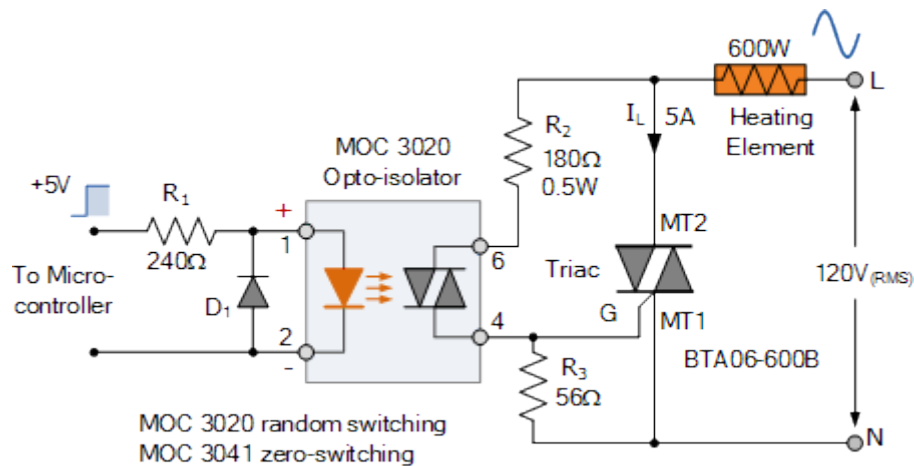 600W
L
Heating
Element
IL 5A
R2
180Ω
0.5W
MOC 3020
Opto-isolator
+5V
R1
240Ω
+
1
6
To Micro-
controller
D1
2
-
4
MT2
Triac
G
MT1
120V(RMS)
BTA06-600B
R3
56Ω
N
MOC 3020 random switching
MOC 3041 zero-switching